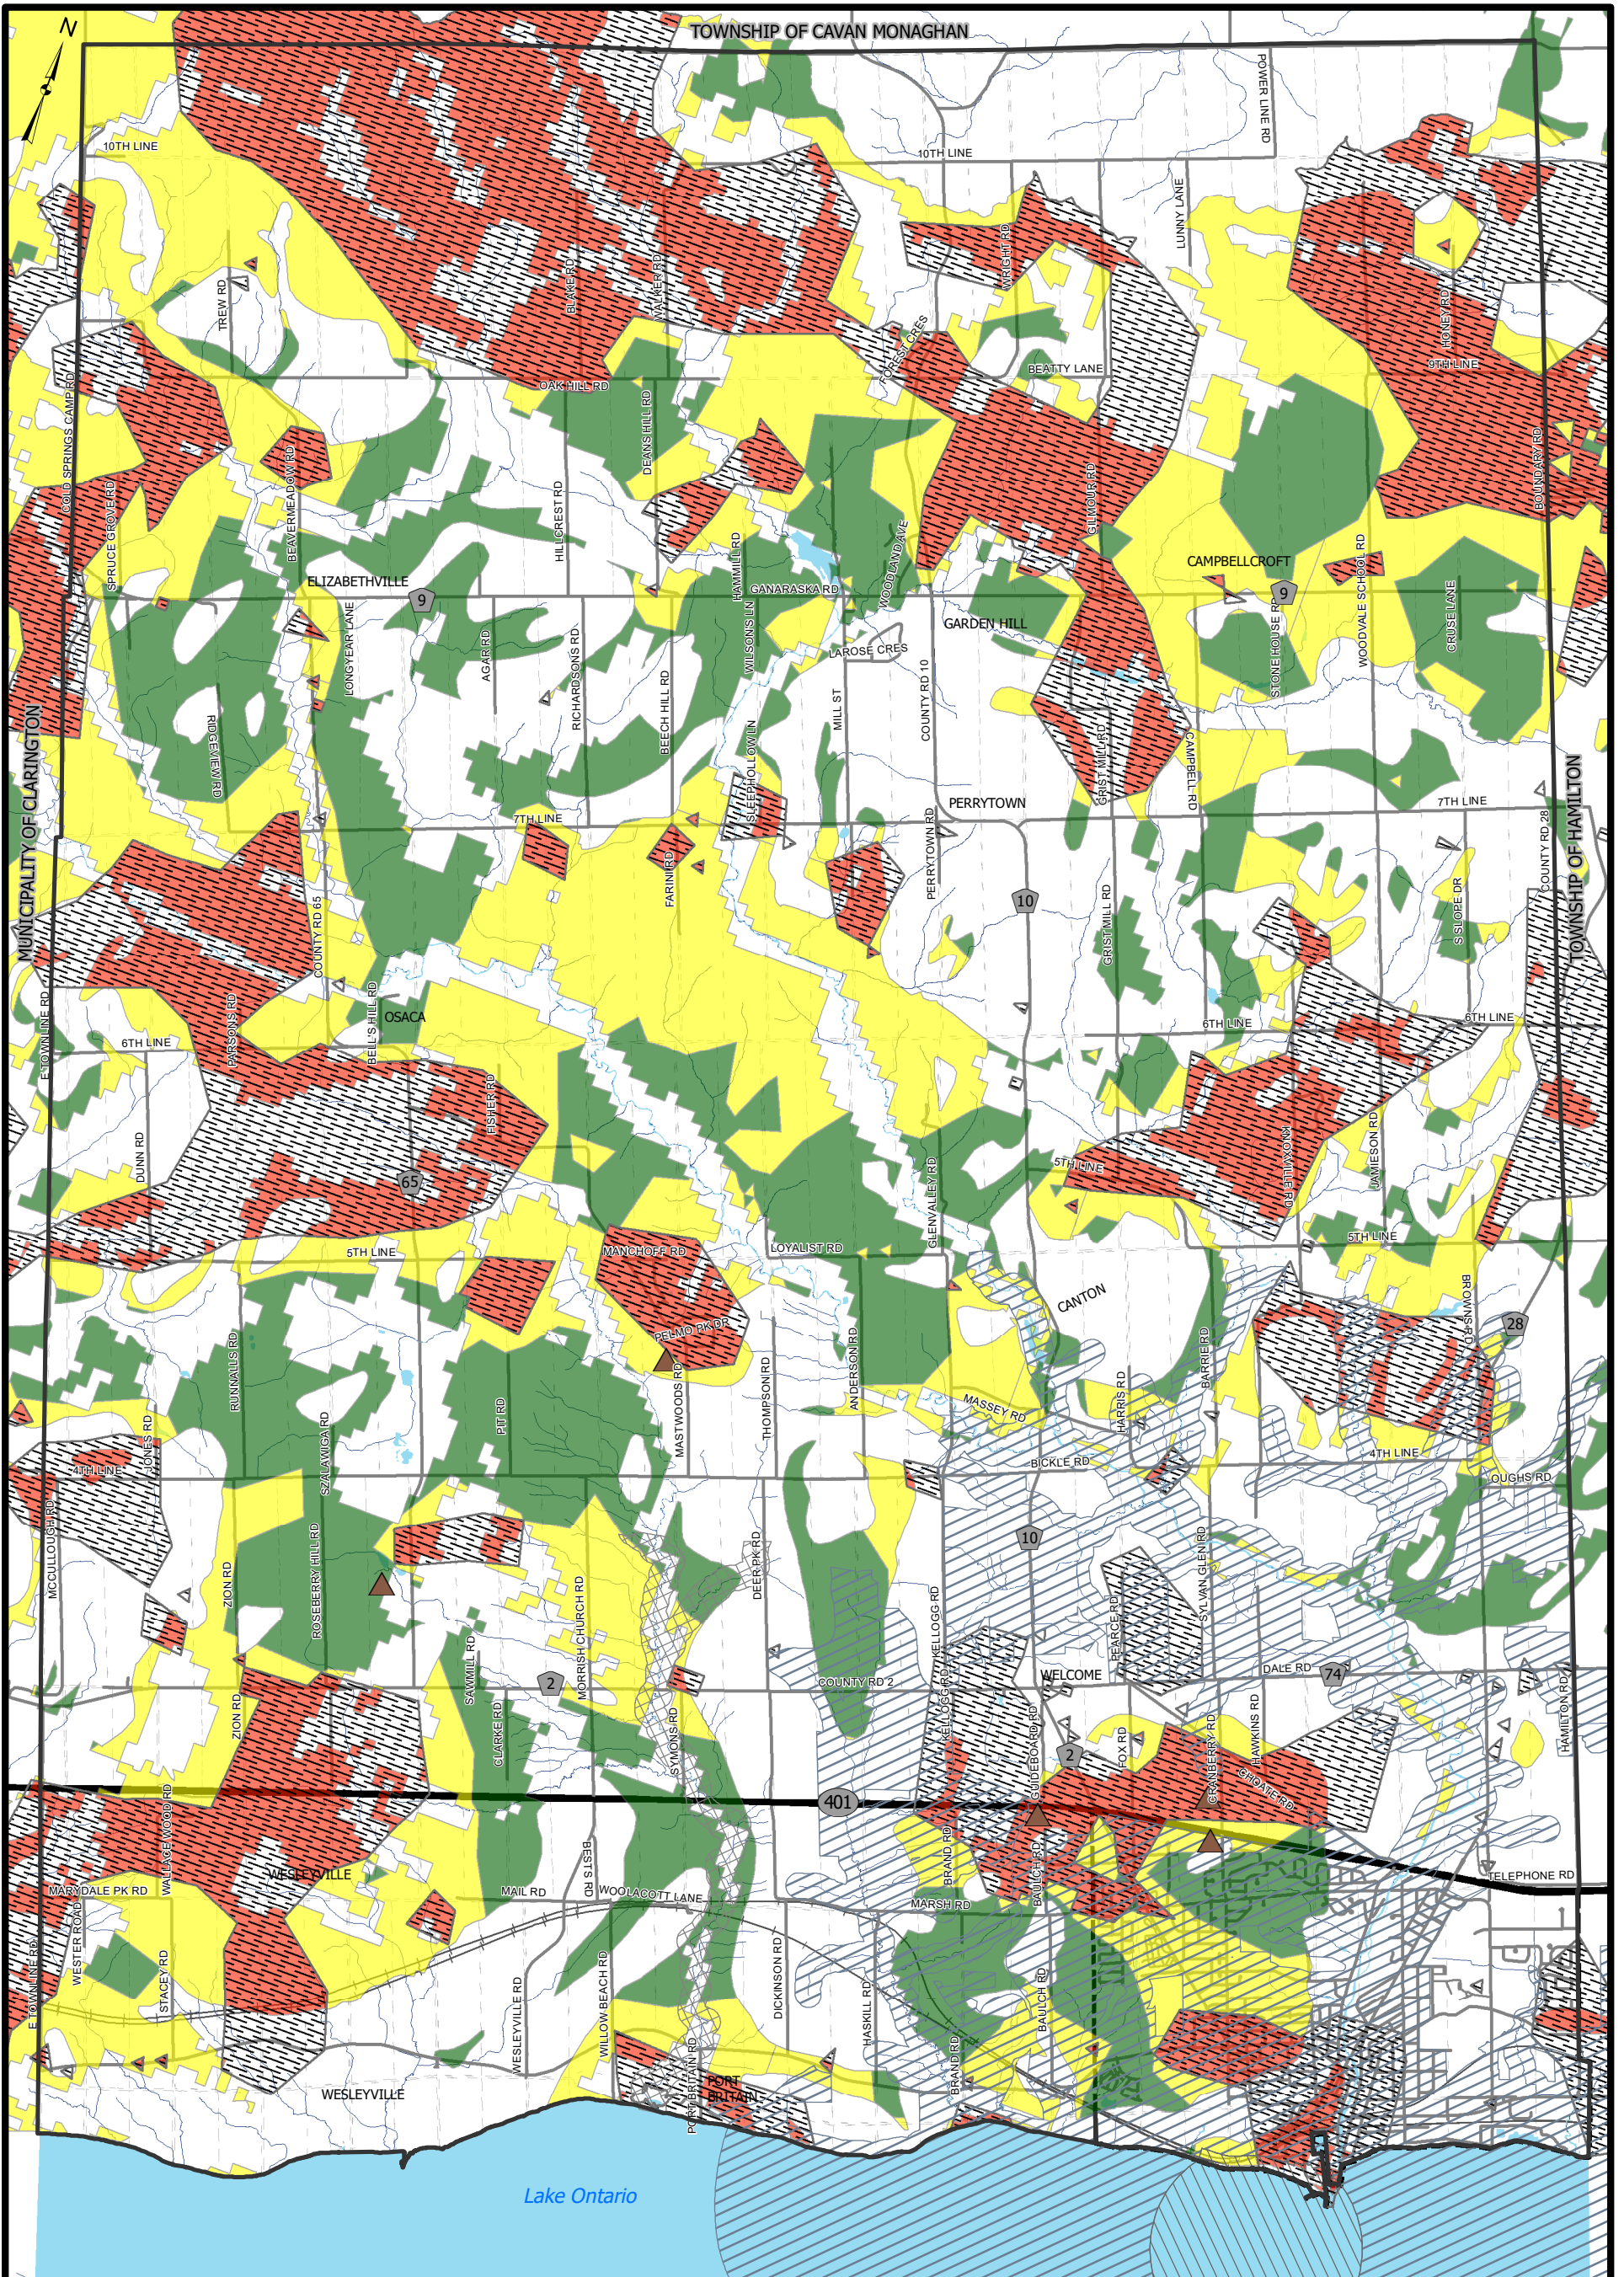 TOWNSHIP OF CAVAN MONAGHAN
N
POWER LINE RD
10TH LINE
10TH LINE
LUNNY LANE
WRIGHT RD
BLAKE RD
WALKER RD
TREW RD
HONEY RD
FOREST CRES
9TH LINE
BEATTY LANE
OAK HILL RD
COLD SPRINGS CAMP RD
DEANS HILL RD
BOUNDARY RD
BEAVERMEADOW RD
GILMOUR RD
SPRUCE GROVE RD
HILLCREST RD
HAMMILL RD
WOODLAND AVE
WOODVALE SCHOOL RD
CAMPBELLCROFT
ELIZABETHVILLE
9
GANARASKA RD
9
CRUSE LANE
GARDEN HILL
WILSONS LN
STONE HOUSE R
LONGYEAR LANE
AGAR RD
RICHARDSONS RD
LAROSE CRES
BEECH HILL RD
MILL ST
COUNTY RD 10
MUNICIPALITY OF CLARINGTON
RIDGEVIEW RD
SLEEPHOLLOW LN
GRIST MILL RD
CAMPBELL RD
TOWNSHIP OF HAMILTON
PERRYTOWN
7TH LINE
7TH LINE
PERRYTOWN RD
COUNTY RD 28
FARINI RD
10
COUNTY RD 65
GRIST MILL RD
S SLOPE DR
OSACA
BELLS HILL RD
PARSONS RD
E TOWNLINE RD
6TH LINE
6TH LINE
6TH LINE
FISHER RD
DUNN RD
KNOXVILLE RD
JAMIESON RD
65
5TH LINE
GLENVALLEY RD
5TH LINE
MANCHOFF RD
LOYALIST RD
5TH LINE
CANTON
BROWNS RD
28
PELMO PK DR
RUNNALLS RD
ANDERSON RD
BARRIE RD
MASTWOODS RD
THOMPSON RD
HARRIS RD
PIT RD
MASSEY RD
JONES RD
SZALAWIGA RD
4TH LINE
BICKLE RD
4TH LINE
OUGHS RD
MCCULLOUGH RD
ROSEBERRY HILL RD
10
DEER PK RD
ZION RD
MORRISH CHURCH RD
KELLOGG RD
PEARCE RD
SYLVAN GLEN RD
SAWMILL RD
WELCOME
DALE RD
74
2
COUNTY RD 2
KELLOGG RD
HAMILTON RD
ZION RD
CLARKE RD
SYMONS RD
GUIDEBOARD RD
2
FOX RD
CRANBERRY RD
HAWKINS RD
CHOATE RD
401
WALLACE WOOD RD
WESLEYVILLE
BRAND RD
BAULCH RD
TELEPHONE RD
MARYDALE PK RD
MAIL RD
BESTS RD
WOOLACOTT LANE
MARSH RD
WESTER ROAD
E TOWNLINE RD
STACEY RD
WESLEYVILLE RD
WILLOW BEACH RD
DICKINSON RD
HASKILL RD
BAULCH RD
BRAND RD
PORT BRITAIN RD
PORT
BRITAIN
WESLEYVILLE
Lake Ontario